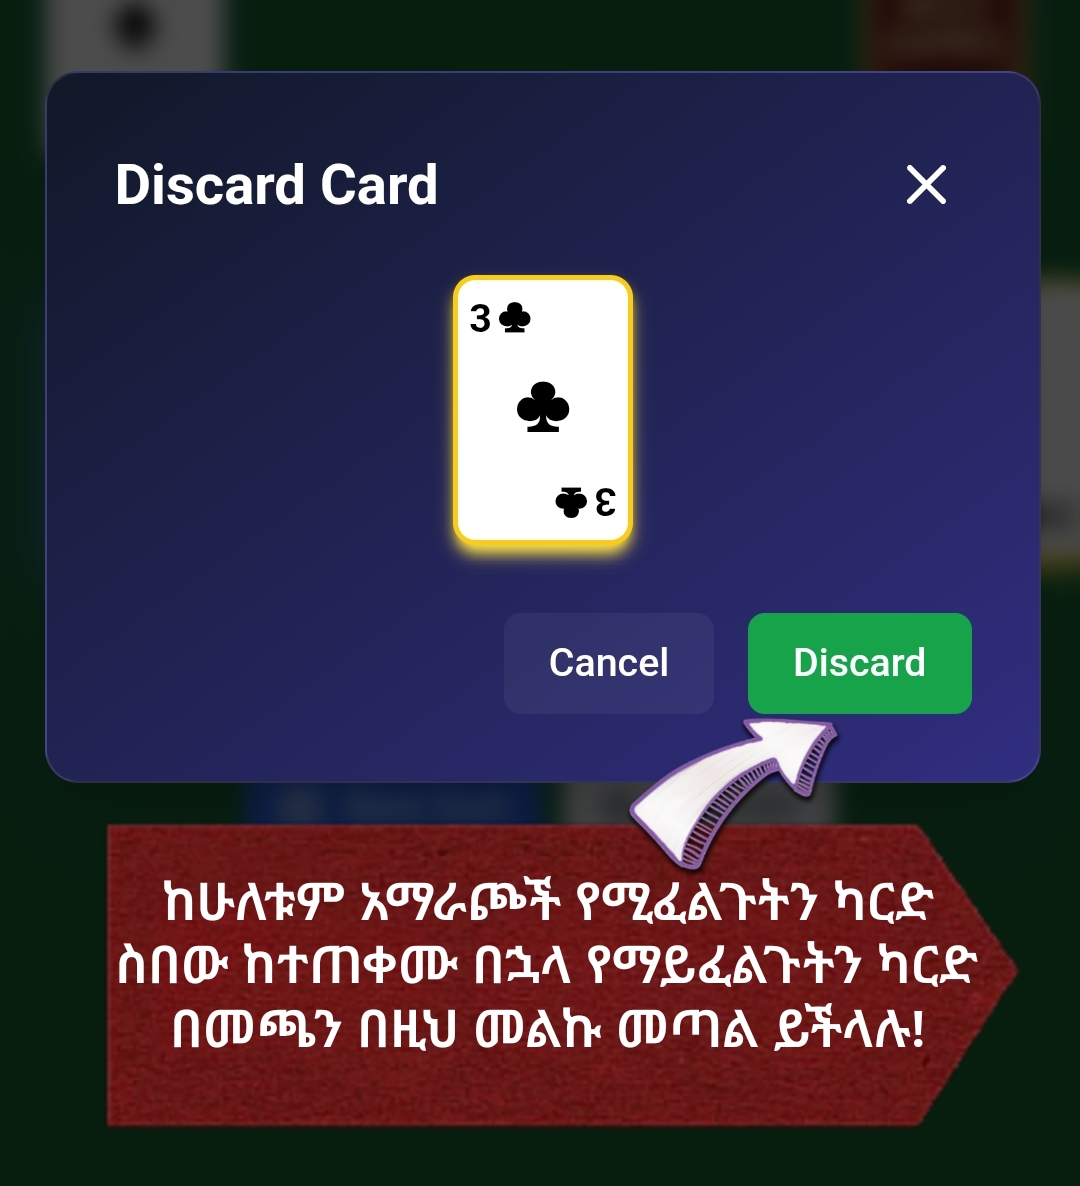 Discard Card
3
3
Cancel
Discard
ከሁለቱም አማራጮች የሚፈልጉትን ካርድ
ስበው ከተጠቀሙ በኋላ የማይፈልጉትን ካርድ
በመጫን በዚህ መልኩ መጣል ይችላሉ!